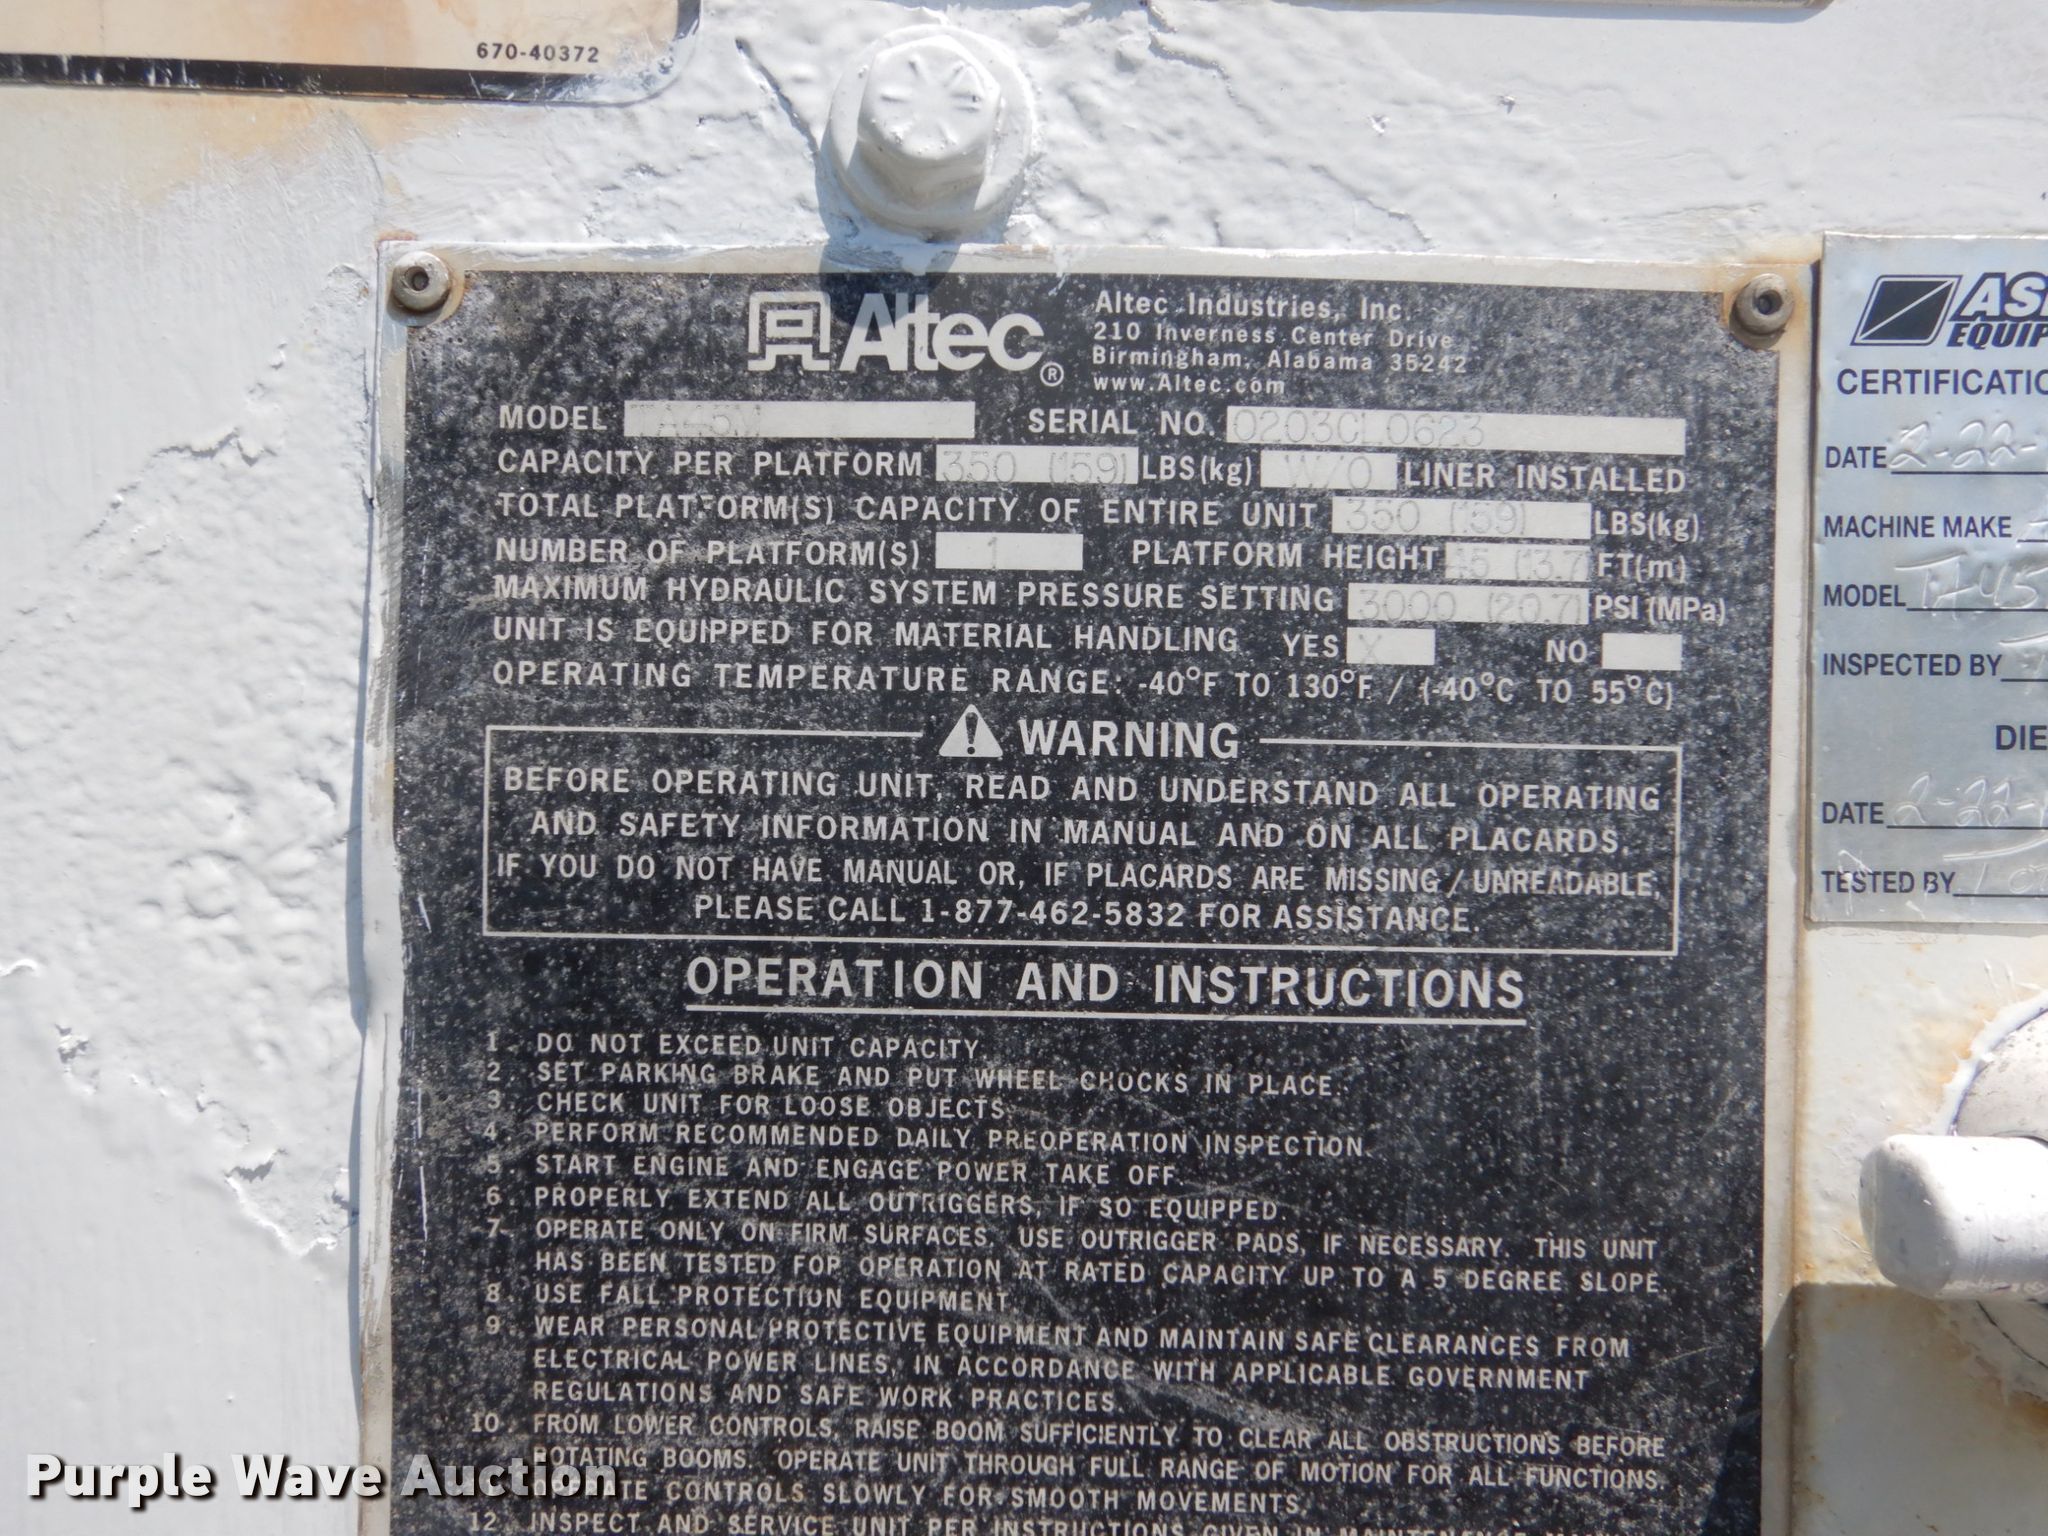 670-40372
Altec®
Altec Industries, Inc.
210 Inverness Center Drive
Birmingham, Alabama 35242
www.Altec.com
MODEL TA45M SERIAL NO. 0203CL0623
CAPACITY PER PLATFORM 350 (159) LBS(kg) W/O LINER INSTALLED
TOTAL PLATFORM(S) CAPACITY OF ENTIRE UNIT 350 (159) LBS(kg)
NUMBER OF PLATFORM(S) 1 PLATFORM HEIGHT 45 (13.7) FT(m)
MAXIMUM HYDRAULIC SYSTEM PRESSURE SETTING 3000 (20.7) PSI (MPa)
UNIT IS EQUIPPED FOR MATERIAL HANDLING YES X NO
OPERATING TEMPERATURE RANGE: -40°F TO 130°F / (-40°C TO 55°C)
WARNING
BEFORE OPERATING UNIT, READ AND UNDERSTAND ALL OPERATING
AND SAFETY INFORMATION IN MANUAL AND ON ALL PLACARDS.
IF YOU DO NOT HAVE MANUAL OR, IF PLACARDS ARE MISSING/UNREADABLE,
PLEASE CALL 1-877-462-5832 FOR ASSISTANCE.
OPERATION AND INSTRUCTIONS
1. DO NOT EXCEED UNIT CAPACITY.
2. SET PARKING BRAKE AND PUT WHEEL CHOCKS IN PLACE.
3. CHECK UNIT FOR LOOSE OBJECTS.
4. PERFORM RECOMMENDED DAILY PREOPERATION INSPECTION.
5. START ENGINE AND ENGAGE POWER TAKE OFF.
6. PROPERLY EXTEND ALL OUTRIGGERS, IF SO EQUIPPED.
7. OPERATE ONLY ON FIRM SURFACES. USE OUTRIGGER PADS, IF NECESSARY. THIS UNIT
HAS BEEN TESTED FOR OPERATION AT RATED CAPACITY UP TO A 5 DEGREE SLOPE.
8. USE FALL PROTECTION EQUIPMENT.
9. WEAR PERSONAL PROTECTIVE EQUIPMENT AND MAINTAIN SAFE CLEARANCES FROM
ELECTRICAL POWER LINES, IN ACCORDANCE WITH APPLICABLE GOVERNMENT
REGULATIONS AND SAFE WORK PRACTICES.
10. FROM LOWER CONTROLS, RAISE BOOM SUFFICIENTLY TO CLEAR ALL OBSTRUCTIONS BEFORE
ROTATING BOOMS. OPERATE UNIT THROUGH FULL RANGE OF MOTION FOR ALL FUNCTIONS.
OPERATE CONTROLS SLOWLY FOR SMOOTH MOVEMENTS.
12. INSPECT AND SERVICE UNIT PER INSTRUCTIONS GIVEN IN MAINTENANCE
EQUIP
CERTIFICATIO
DATE 2-22-
MACHINE MAKE
MODEL TA45
INSPECTED BY
DIE
DATE 2-22-
TESTED BY
Purple Wave Auction